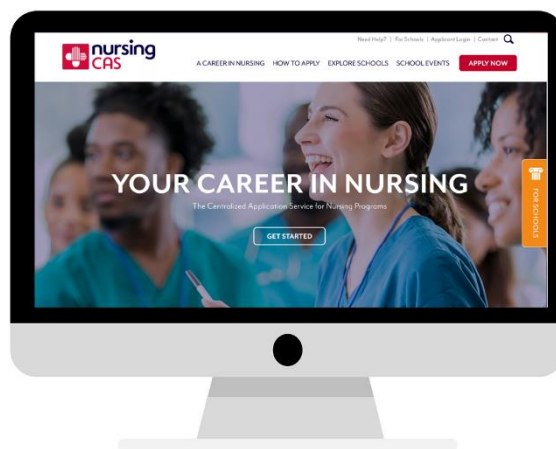 Need Help? | For Schools | Applicant Login | Contact
nursing
CAS
A CAREER IN NURSING HOW TO APPLY EXPLORE SCHOOLS SCHOOL EVENTS APPLY NOW
YOUR CAREER IN NURSING
The Centralized Application Service for Nursing Programs
GET STARTED
FOR SCHOOLS